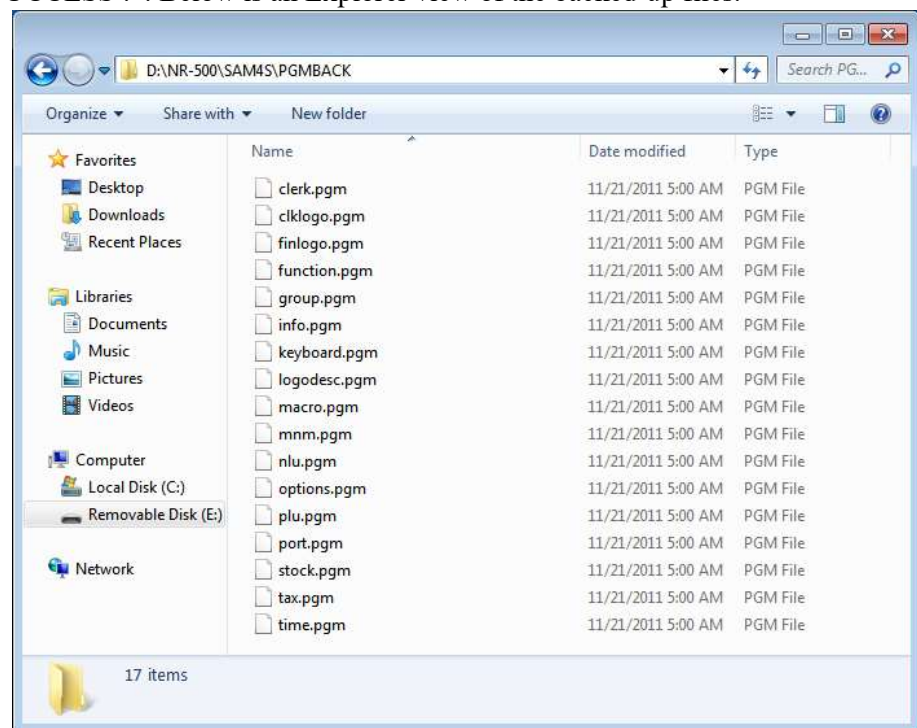 Below is an Explorer view of the backed up files.
D:\NR-500\SAM4S\PGMBACK
Search PG...
Organize
Share with
New folder
Favorites
Desktop
Downloads
Recent Places
Libraries
Documents
Music
Pictures
Videos
Computer
Local Disk (C:)
Removable Disk (E:)
Network
Name Date modified Type
clerk.pgm 11/21/2011 5:00 AM PGM File
clklogo.pgm 11/21/2011 5:00 AM PGM File
finlogo.pgm 11/21/2011 5:00 AM PGM File
function.pgm 11/21/2011 5:00 AM PGM File
group.pgm 11/21/2011 5:00 AM PGM File
info.pgm 11/21/2011 5:00 AM PGM File
keyboard.pgm 11/21/2011 5:00 AM PGM File
logodesc.pgm 11/21/2011 5:00 AM PGM File
macro.pgm 11/21/2011 5:00 AM PGM File
mnm.pgm 11/21/2011 5:00 AM PGM File
nlu.pgm 11/21/2011 5:00 AM PGM File
options.pgm 11/21/2011 5:00 AM PGM File
plu.pgm 11/21/2011 5:00 AM PGM File
port.pgm 11/21/2011 5:00 AM PGM File
stock.pgm 11/21/2011 5:00 AM PGM File
tax.pgm 11/21/2011 5:00 AM PGM File
time.pgm 11/21/2011 5:00 AM PGM File
17 items